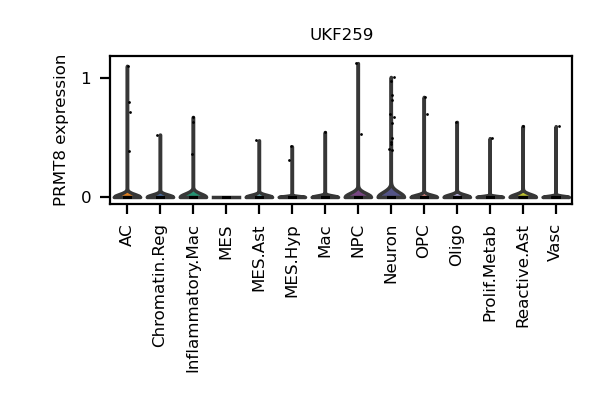 UKF259
PRMT8 expression
1
0
AC
Chromatin.Reg
Inflammatory.Mac
MES
MES.Ast
MES.Hyp
Mac
NPC
Neuron
OPC
Oligo
Prolif.Metab
Reactive.Ast
Vasc